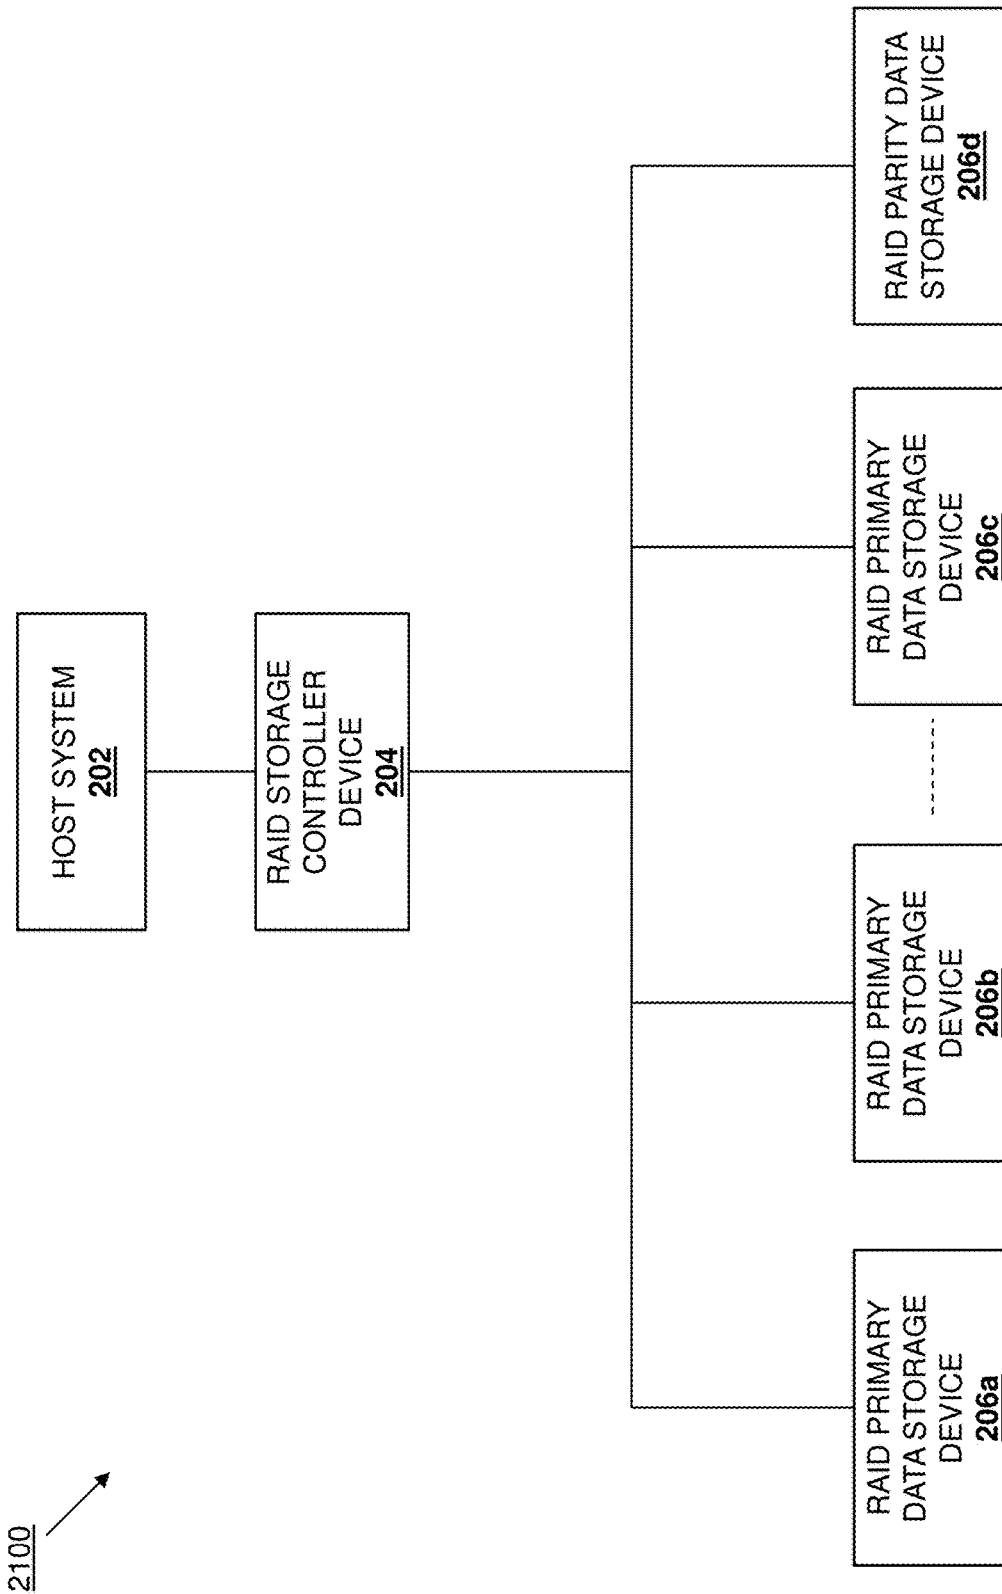 2100
HOST SYSTEM
202
RAID STORAGE
CONTROLLER
DEVICE
204
RAID PRIMARY
DATA STORAGE
DEVICE
206a
RAID PRIMARY
DATA STORAGE
DEVICE
206b
RAID PRIMARY
DATA STORAGE
DEVICE
206c
RAID PARITY DATA
STORAGE DEVICE
206d